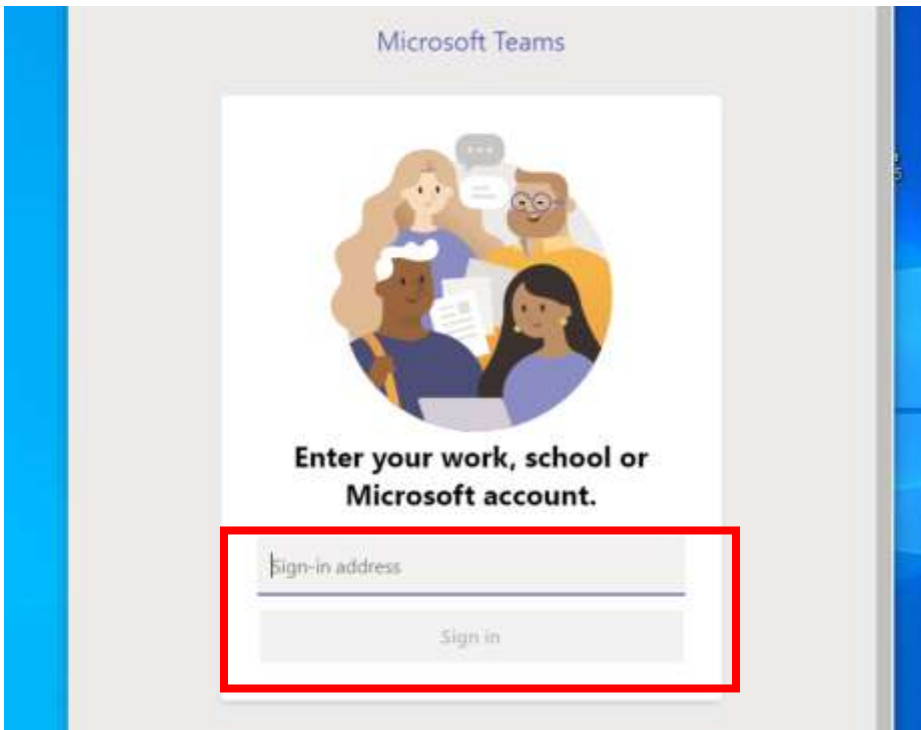 Microsoft Teams
Enter your work, school or
Microsoft account.
Sign-in address
Sign in